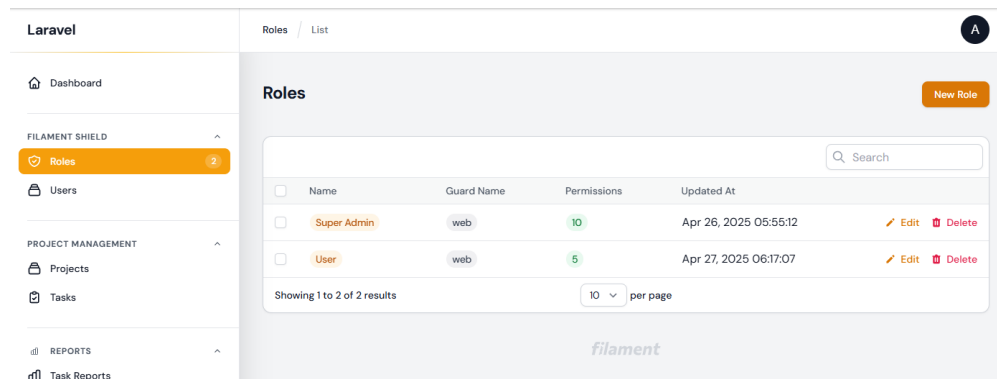 Laravel
Roles / List
A
Dashboard
FILAMENT SHIELD
Roles 2
Users
PROJECT MANAGEMENT
Projects
Tasks
REPORTS
Task Reports
Roles
New Role
Search
Name Guard Name Permissions Updated At
Super Admin web 10 Apr 26, 2025 05:55:12 Edit Delete
User web 5 Apr 27, 2025 06:17:07 Edit Delete
Showing 1 to 2 of 2 results 10 per page
filament